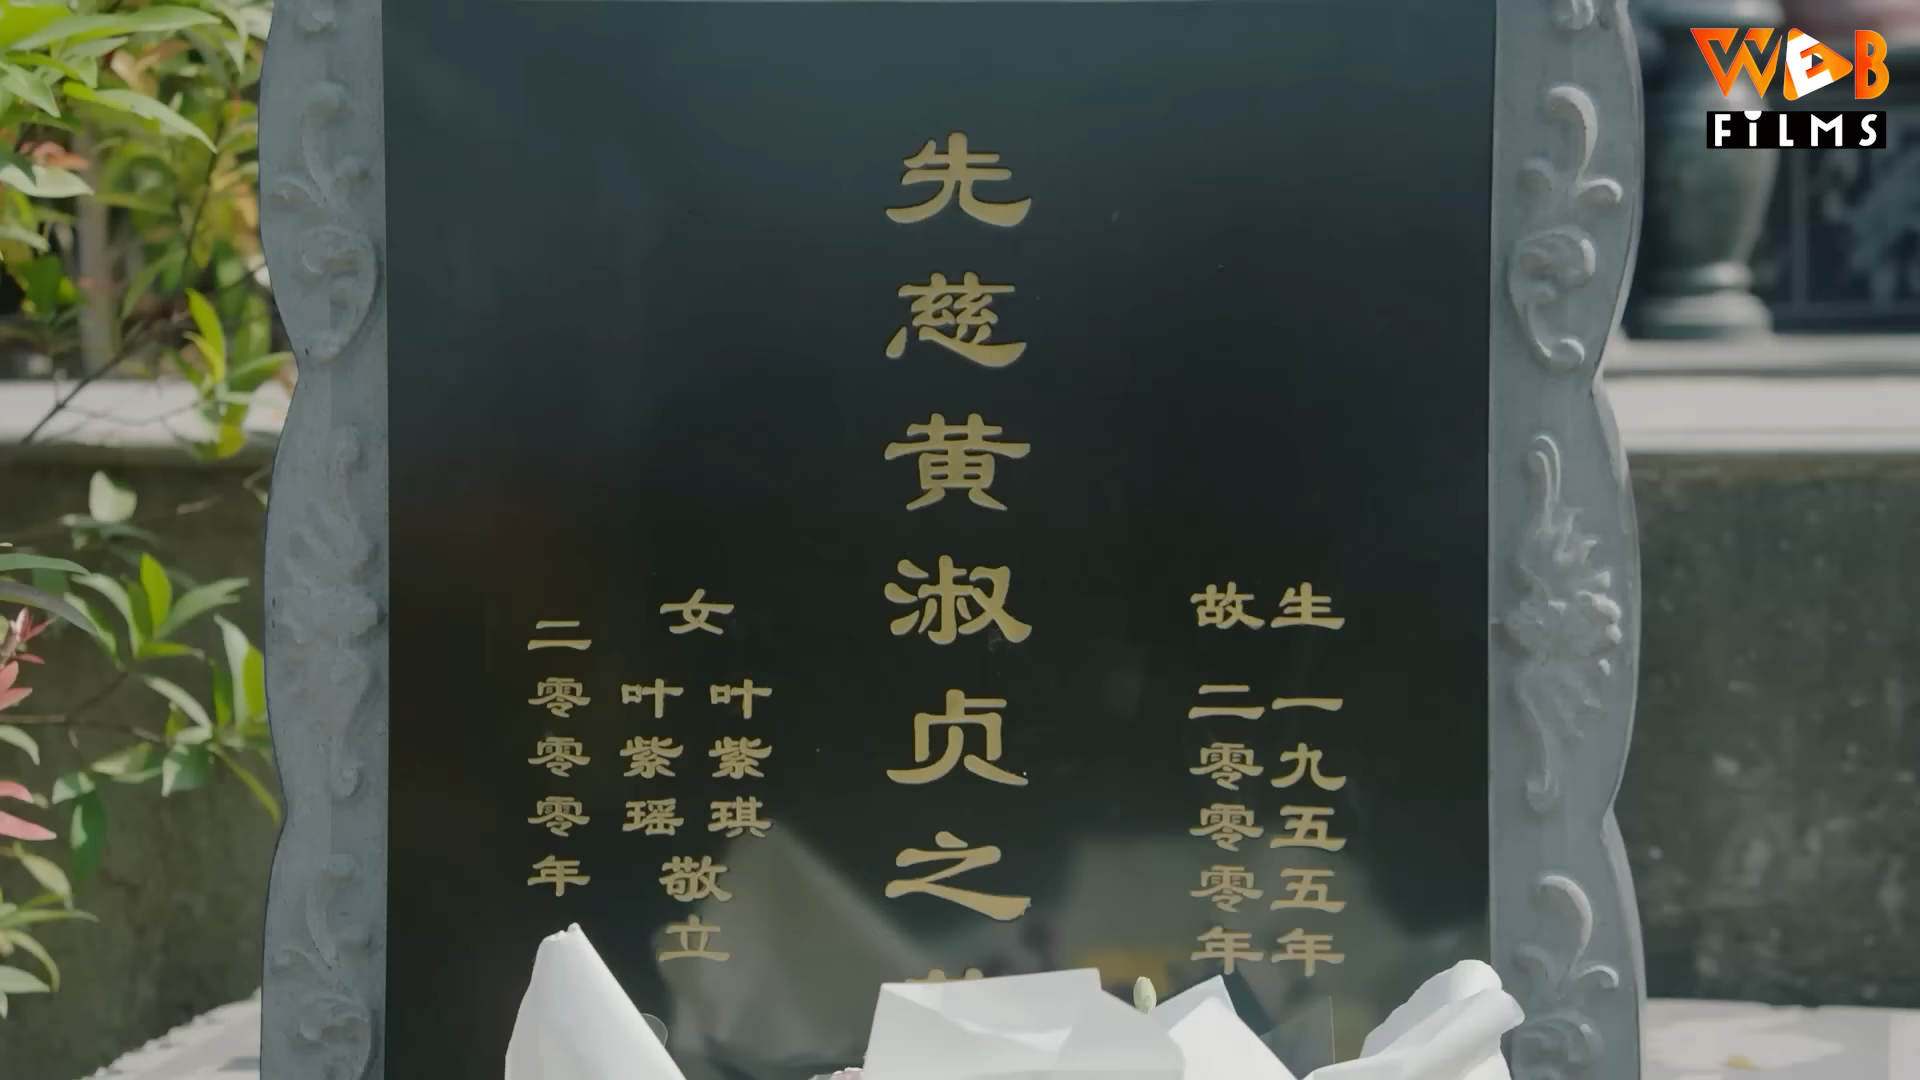 生 一九五五年
故 二零零零年
先慈黄淑贞之
女 叶紫琪
叶紫瑶
敬立
二零零零年
WEB
FiLMS